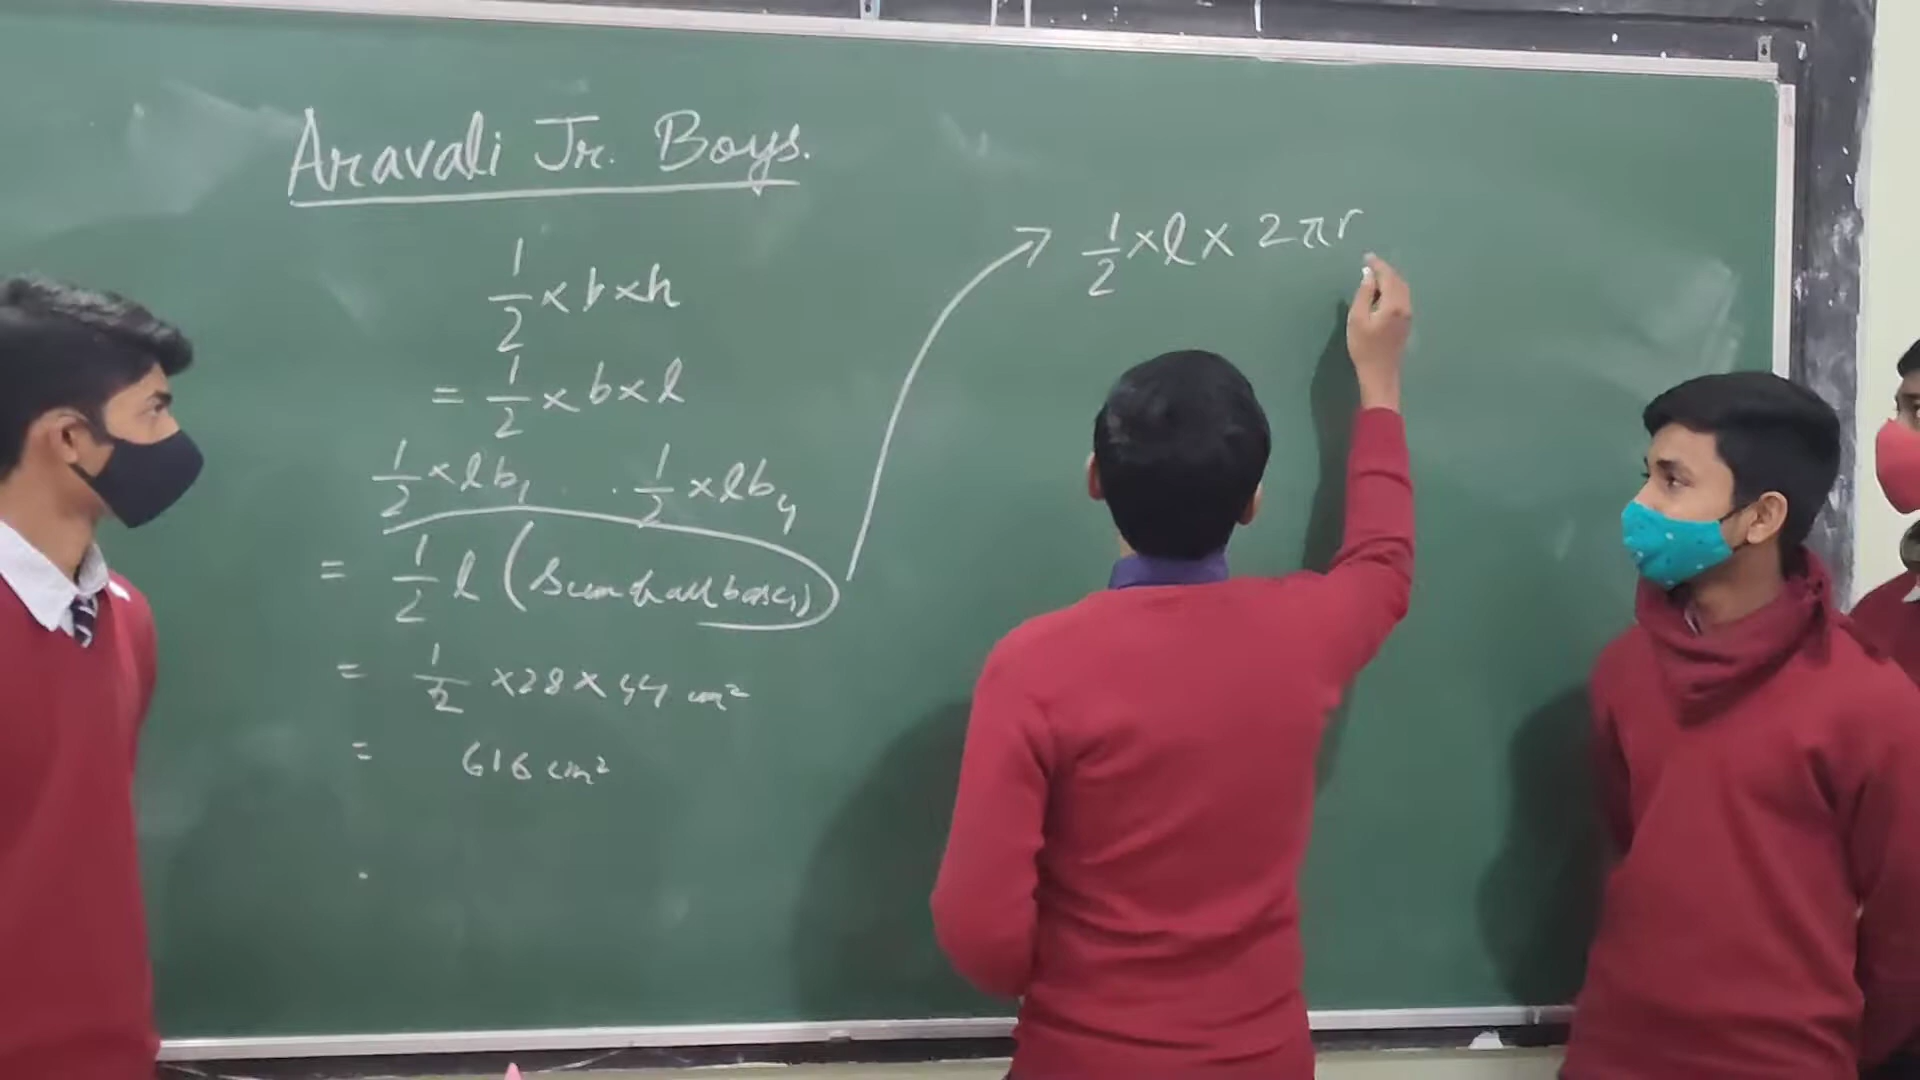 Aravali Jr. Boys.
1/2 × b × h
= 1/2 × b × l
1/2 × l b₁ . . . 1/2 × l b₄
= 1/2 l (Sum of all bases)
= 1/2 × 28 × 44 cm²
= 616 cm²
1/2 × l × 2πr